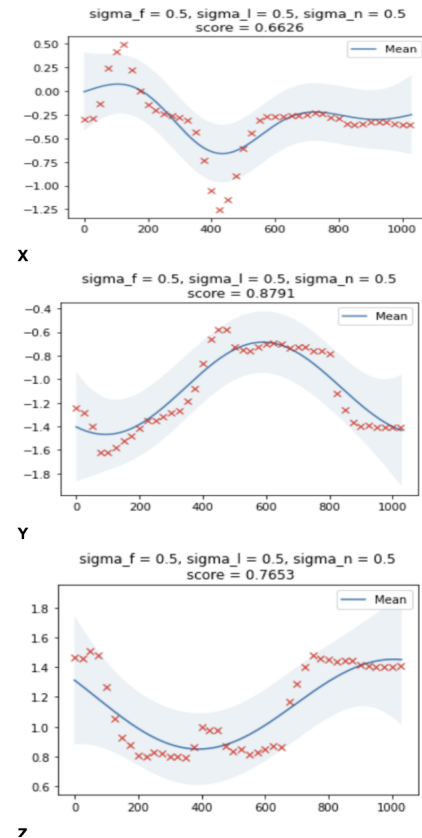 sigma_f = 0.5, sigma_l = 0.5, sigma_n = 0.5
score = 0.6626
Mean
0.50
0.25
0.00
−0.25
−0.50
−0.75
−1.00
−1.25
0 200 400 600 800 1000
X
sigma_f = 0.5, sigma_l = 0.5, sigma_n = 0.5
score = 0.8791
Mean
−0.4
−0.6
−0.8
−1.0
−1.2
−1.4
−1.6
−1.8
0 200 400 600 800 1000
Y
sigma_f = 0.5, sigma_l = 0.5, sigma_n = 0.5
score = 0.7653
Mean
1.8
1.6
1.4
1.2
1.0
0.8
0.6
0 200 400 600 800 1000
Z